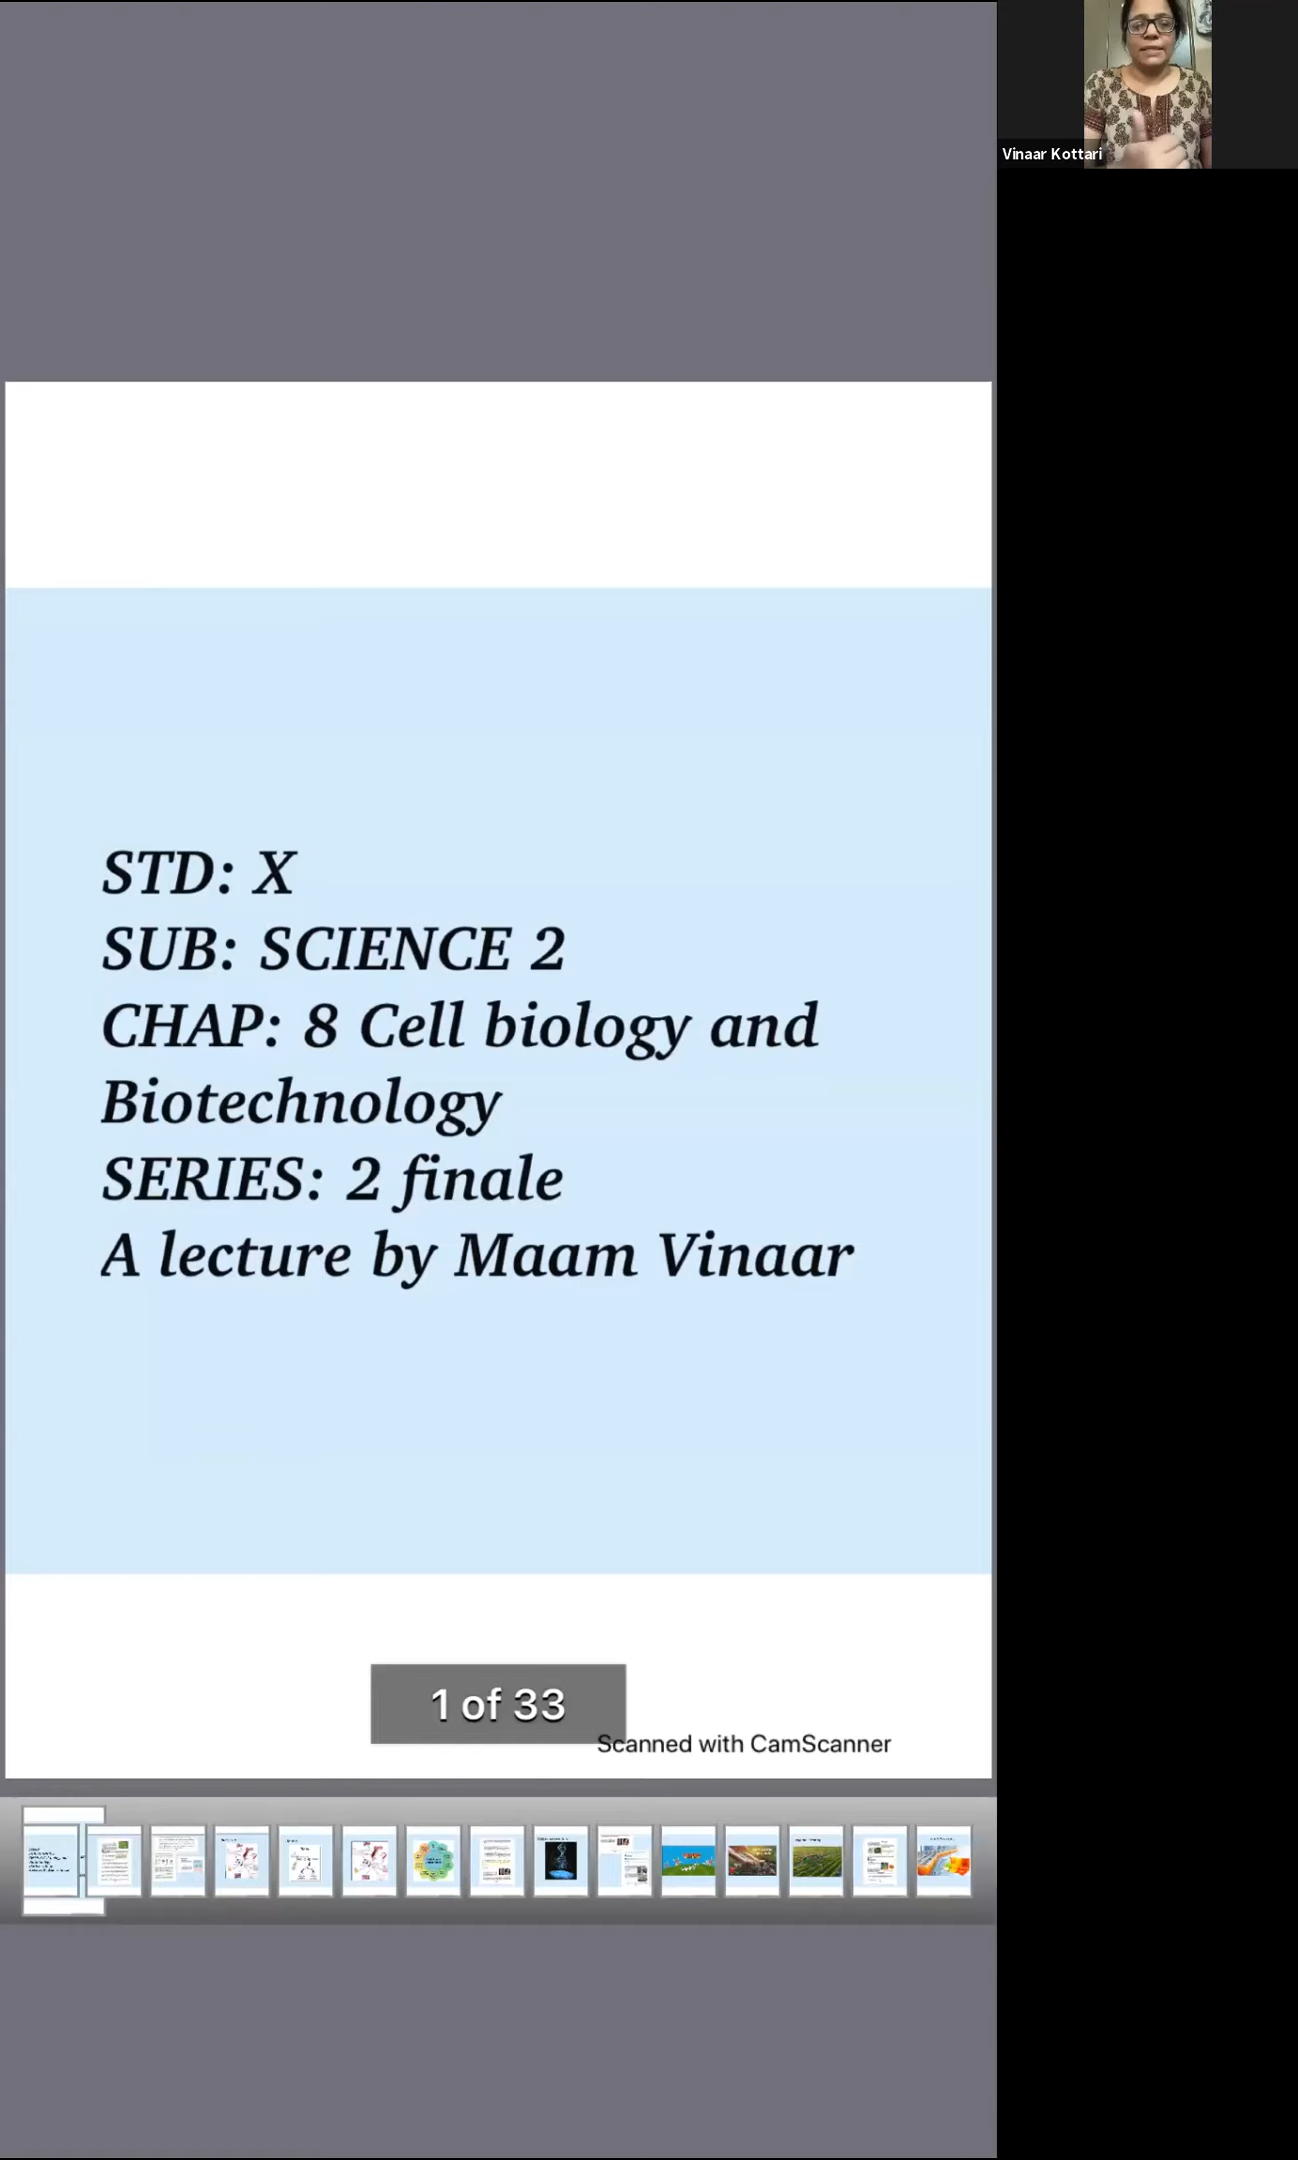 Vinaar Kottari
STD: X
SUB: SCIENCE 2
CHAP: 8 Cell biology and
Biotechnology
SERIES: 2 finale
A lecture by Maam Vinaar
1 of 33
Scanned with CamScanner